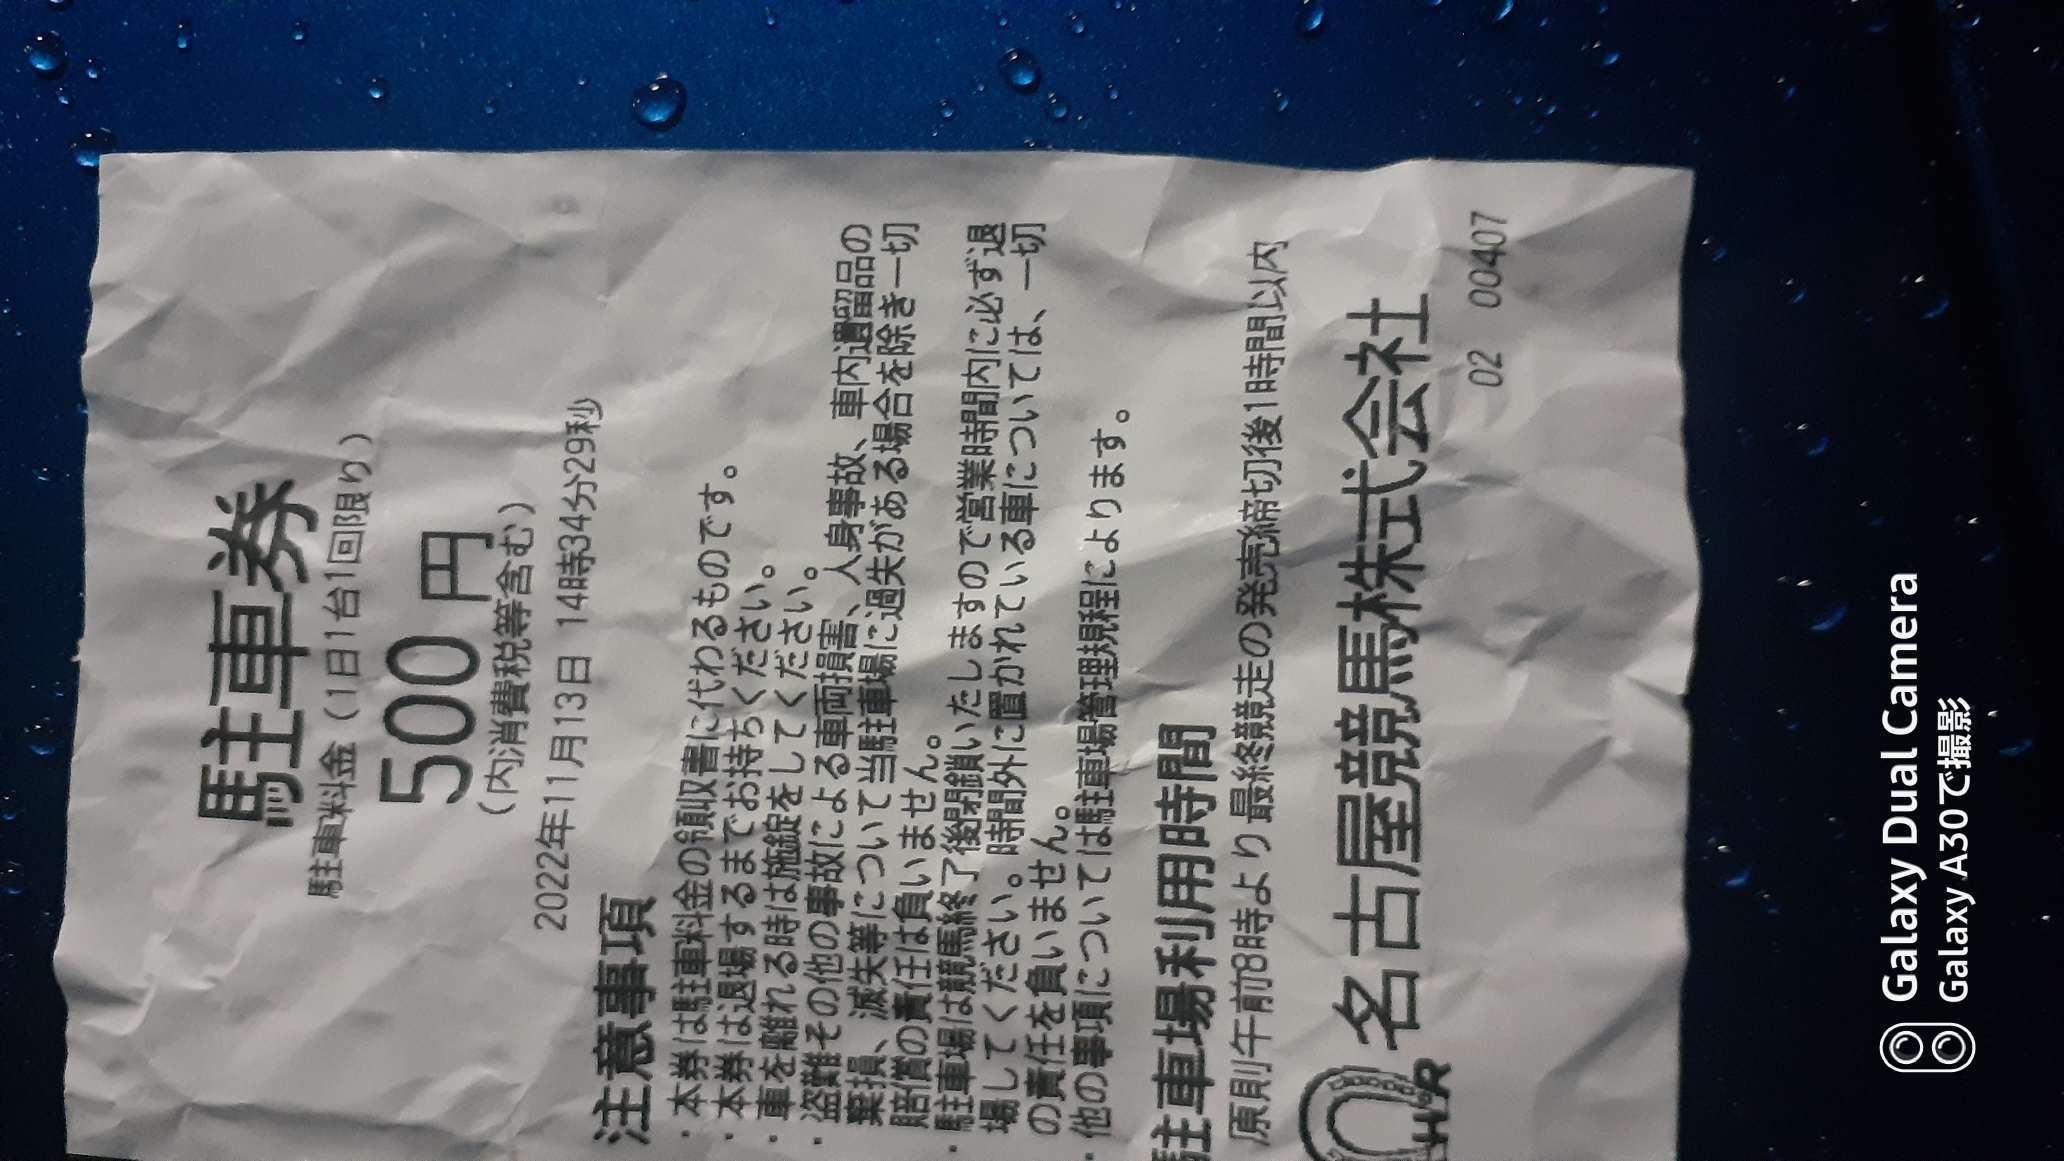 駐車券
駐車料金（1日1台1回限り）
500円
（内消費税等含む）
2022年11月13日 14時34分29秒
注意事項
・本券は駐車料金の領収書に代わるものです。
・本券は退場するまでお持ちください。
・車を離れる時は施錠をしてください。
・盗難その他の事故による車両損害、人身事故、車内遺留品の
棄損、滅失等について当駐車場に過失がある場合を除き一切
賠償の責任は負いません。
・駐車場は競馬終了後閉鎖いたしますので営業時間内に必ず退
場してください。時間外に置かれている車については、一切
の責任を負いません。
・他の事項については駐車場管理規程によります。
駐車場利用時間
原則午前8時より最終競走の発売締切後1時間以内
名古屋競馬株式会社
02 00407
Galaxy Dual Camera
Galaxy A30で撮影